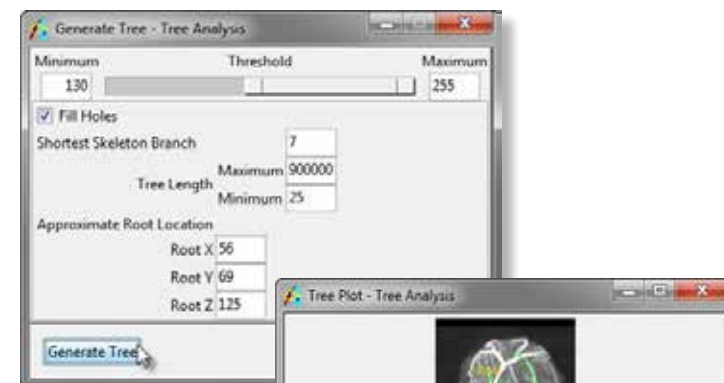 Generate Tree - Tree Analysis
Minimum Threshold Maximum
130 255
Fill Holes
Shortest Skeleton Branch 7
Maximum 900000
Tree Length
Minimum 25
Approximate Root Location
Root X 56
Root Y 69
Root Z 125
Tree Plot - Tree Analysis
Generate Tree